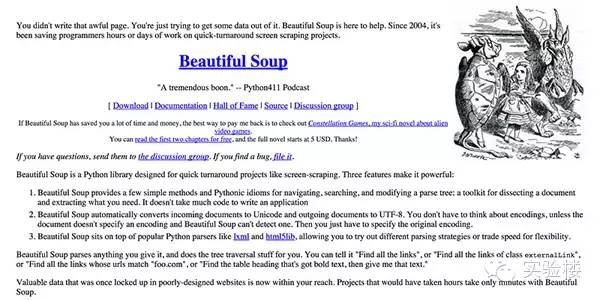 You didn't write that awful page. You're just trying to get some data out of it. Beautiful Soup is here to help. Since 2004, it's
been saving programmers hours or days of work on quick-turnaround screen scraping projects.
Beautiful Soup
"A tremendous boon." -- Python411 Podcast
[ Download | Documentation | Hall of Fame | Source | Discussion group ]
If Beautiful Soup has saved you a lot of time and money, the best way to pay me back is to check out Constellation Games, my sci-fi novel about alien
video games.
You can read the first two chapters for free, and the full novel starts at 5 USD. Thanks!
If you have questions, send them to the discussion group. If you find a bug, file it.
Beautiful Soup is a Python library designed for quick turnaround projects like screen-scraping. Three features make it powerful:
1. Beautiful Soup provides a few simple methods and Pythonic idioms for navigating, searching, and modifying a parse tree: a toolkit for dissecting a document
and extracting what you need. It doesn't take much code to write an application
2. Beautiful Soup automatically converts incoming documents to Unicode and outgoing documents to UTF-8. You don't have to think about encodings, unless the
document doesn't specify an encoding and Beautiful Soup can't detect one. Then you just have to specify the original encoding.
3. Beautiful Soup sits on top of popular Python parsers like lxml and html5lib, allowing you to try out different parsing strategies or trade speed for flexibility.
Beautiful Soup parses anything you give it, and does the tree traversal stuff for you. You can tell it "Find all the links", or "Find all the links of class externalLink",
or "Find all the links whose urls match "foo.com", or "Find the table heading that's got bold text, then give me that text."
Valuable data that was once locked up in poorly-designed websites is now within your reach. Projects that would have taken hours take only minutes with Beautiful
Soup.
实验楼